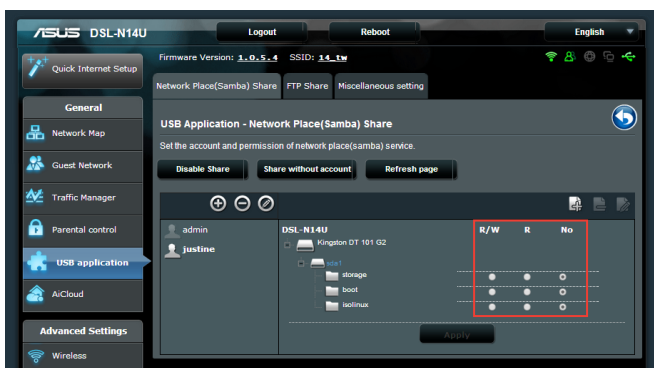 ASUS DSL-N14U Logout Reboot English
Quick Internet Setup
Firmware Version: 1.0.5.4 SSID: 14_tw
Network Place(Samba) Share FTP Share Miscellaneous setting
General
Network Map
Guest Network
Traffic Manager
Parental control
USB application
AiCloud
Advanced Settings
Wireless
USB Application - Network Place(Samba) Share
Set the account and permission of network place(samba) service.
Disable Share Share without account Refresh page
admin
justine
DSL-N14U R/W R No
Kingston DT 101 G2
sda1
storage
boot
isolinux
Apply